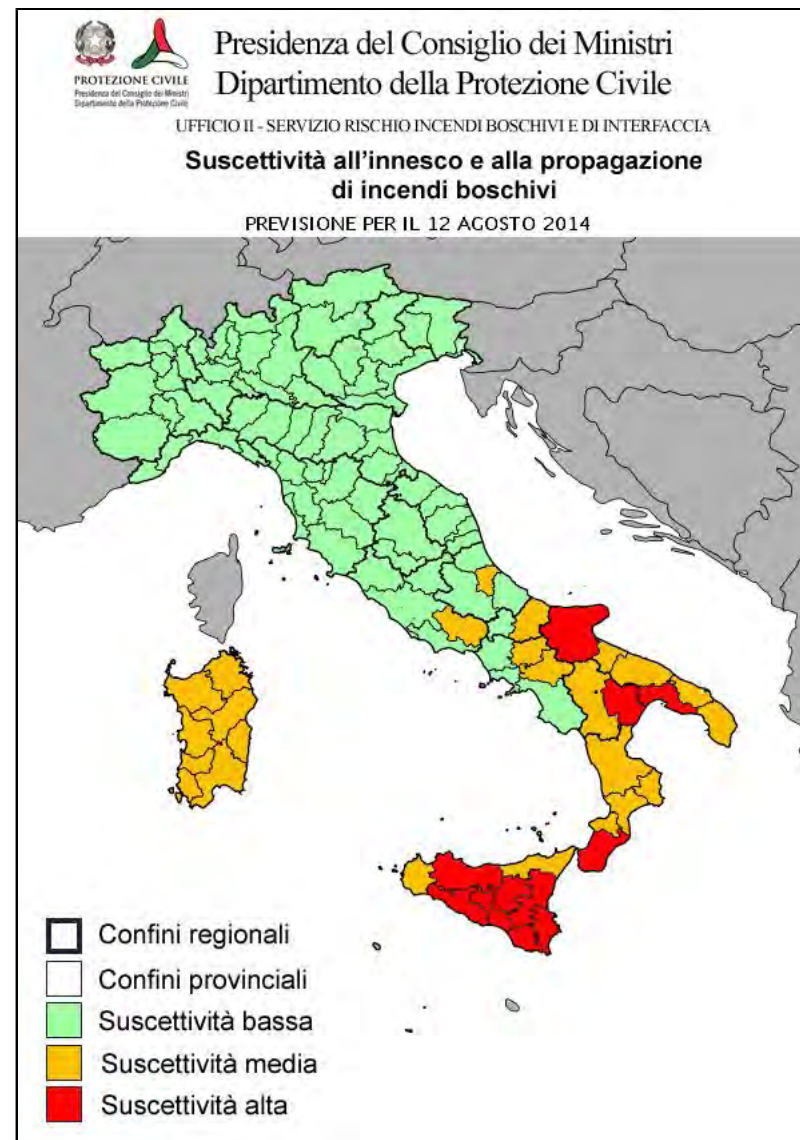 PROTEZIONE CIVILE
Presidenza del Consiglio dei Ministri
Dipartimento della Protezione Civile
Presidenza del Consiglio dei Ministri
Dipartimento della Protezione Civile
UFFICIO II - SERVIZIO RISCHIO INCENDI BOSCHIVI E DI INTERFACCIA
Suscettività all'innesco e alla propagazione
di incendi boschivi
PREVISIONE PER IL 12 AGOSTO 2014
Confini regionali
Confini provinciali
Suscettività bassa
Suscettività media
Suscettività alta